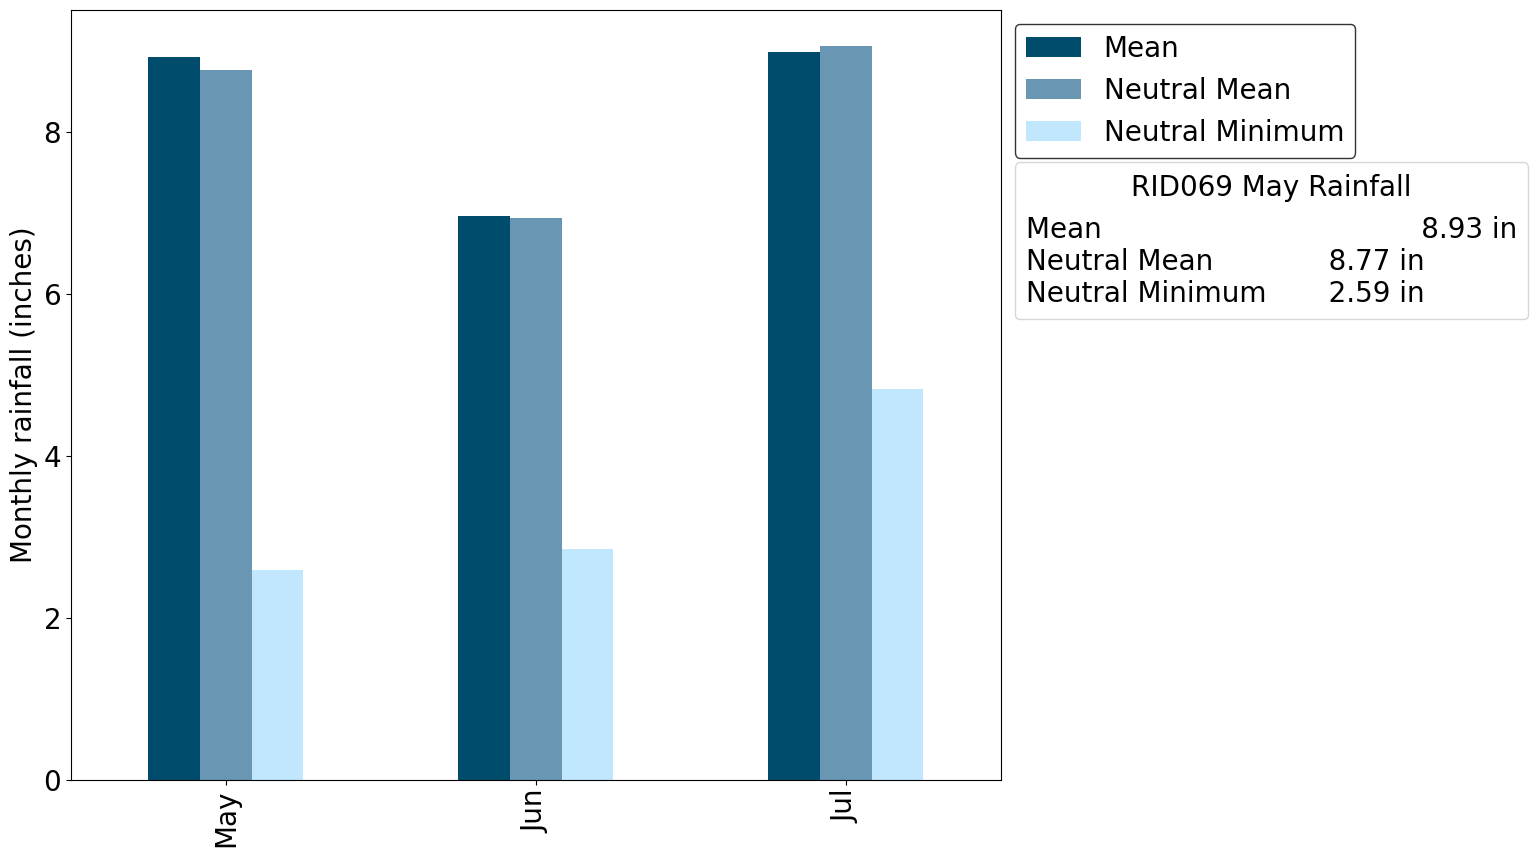 Monthly rainfall (inches)
8
6
4
2
0
May
Jun
Jul
Mean
Neutral Mean
Neutral Minimum
RID069 May Rainfall
Mean 8.93 in
Neutral Mean 8.77 in
Neutral Minimum 2.59 in